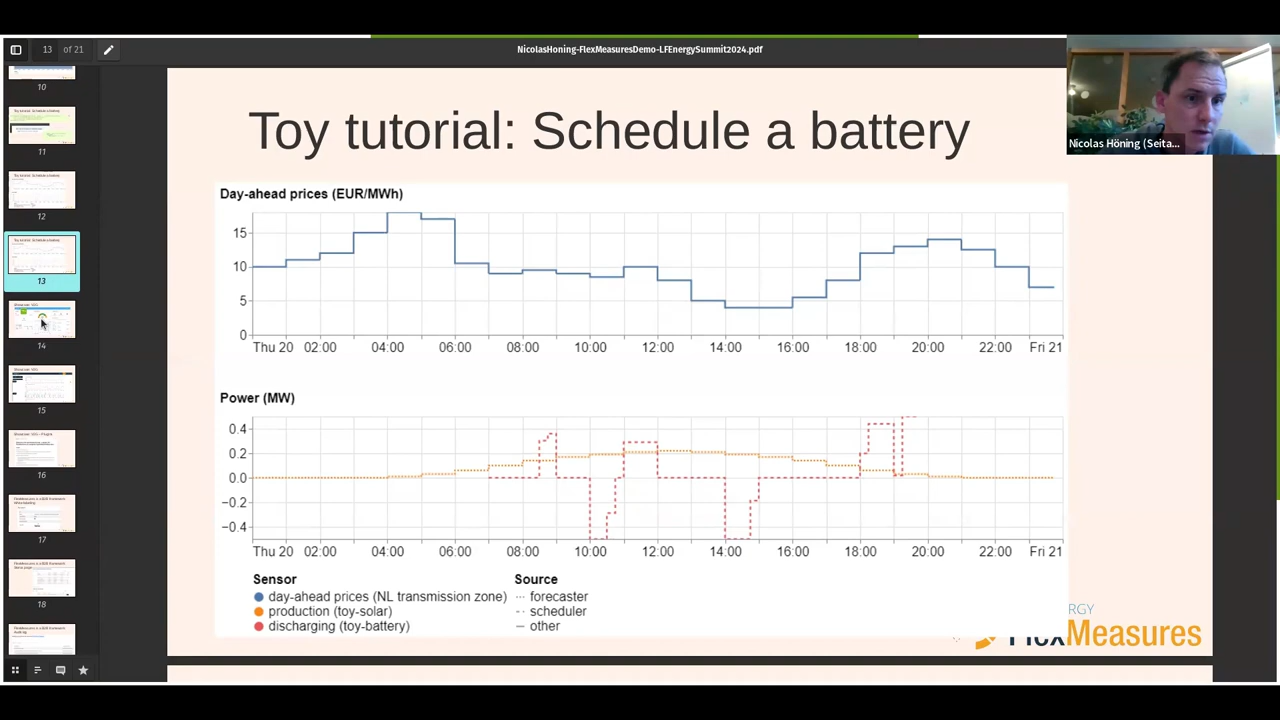 13 of 21
NicolasHoning-FlexMeasuresDemo-LFEnergySummit2024.pdf
Nicolas Höning (Seita...
10
11
12
13
14
15
16
17
18
Toy tutorial: Schedule a battery
Day-ahead prices (EUR/MWh)
15
10
5
0
Thu 20 02:00 04:00 06:00 08:00 10:00 12:00 14:00 16:00 18:00 20:00 22:00 Fri 21
Power (MW)
0.4
0.2
0.0
−0.2
−0.4
Thu 20 02:00 04:00 06:00 08:00 10:00 12:00 14:00 16:00 18:00 20:00 22:00 Fri 21
Sensor
day-ahead prices (NL transmission zone)
production (toy-solar)
discharging (toy-battery)
Source
forecaster
scheduler
other
ERGY
FlexMeasures